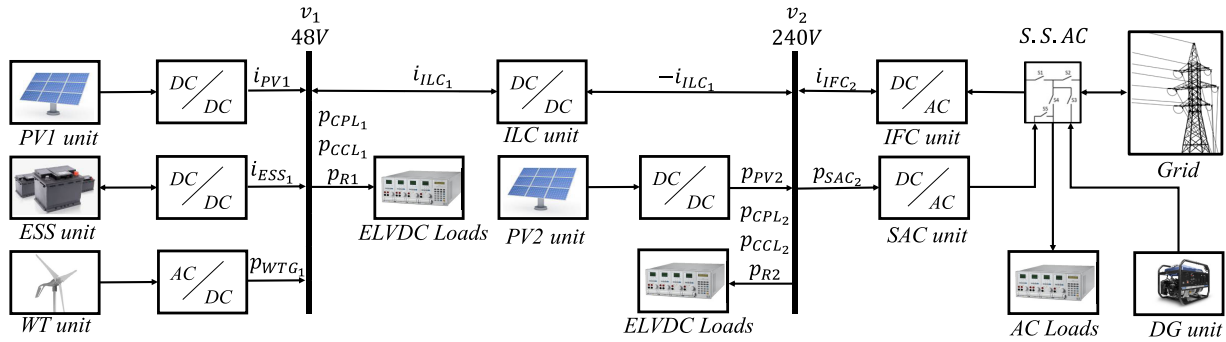 v₁
48V
v₂
240V
S.S.AC
DC
DC
i_PV1
i_ILC₁
DC
DC
−i_ILC₁
i_IFC₂
DC
AC
S1
S2
S4
S3
S5
PV1 unit
ILC unit
IFC unit
Grid
p_CPL₁
p_CCL₁
p_R1
DC
DC
i_ESS₁
DC
DC
p_PV2
p_SAC₂
DC
AC
p_CPL₂
p_CCL₂
p_R2
ESS unit
ELVDC Loads
PV2 unit
SAC unit
AC
DC
p_WTG₁
WT unit
ELVDC Loads
AC Loads
DG unit